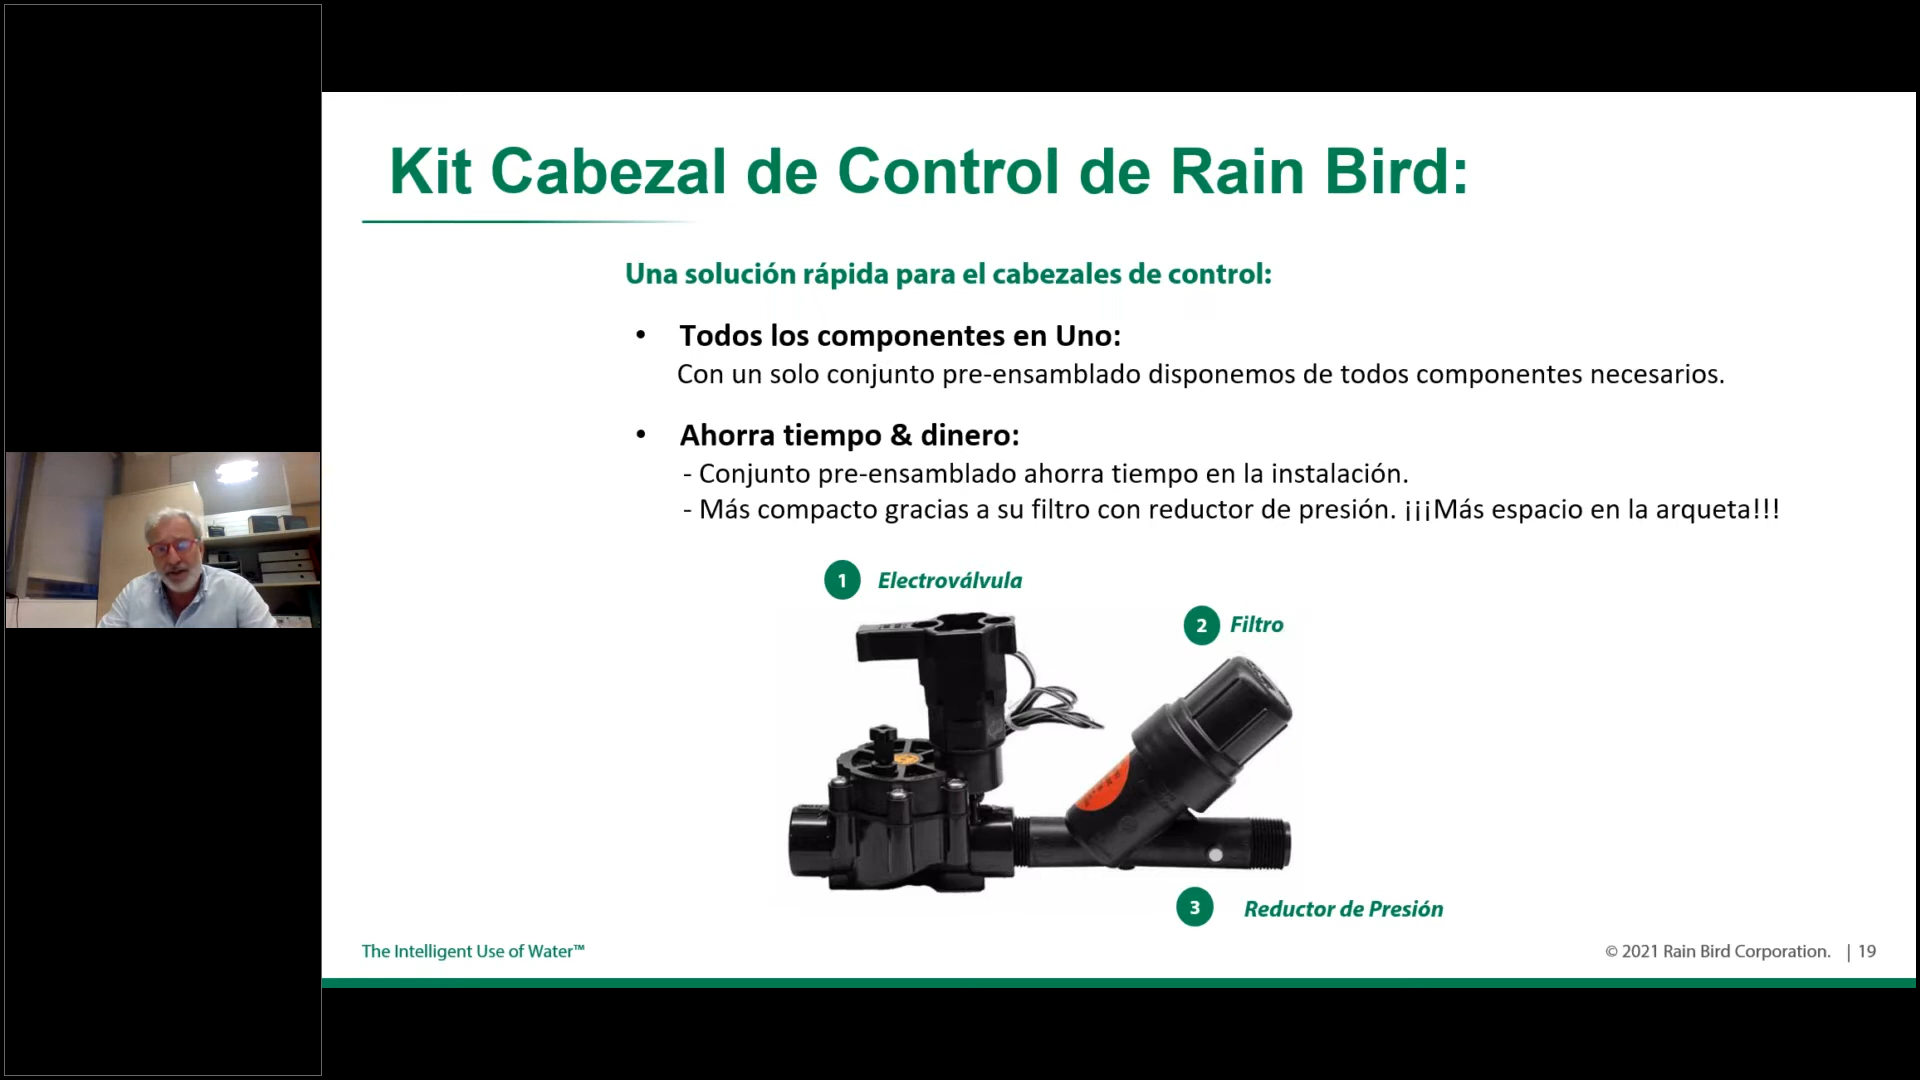 Kit Cabezal de Control de Rain Bird:
Una solución rápida para el cabezales de control:
• Todos los componentes en Uno:
Con un solo conjunto pre-ensamblado disponemos de todos componentes necesarios.
• Ahorra tiempo & dinero:
- Conjunto pre-ensamblado ahorra tiempo en la instalación.
- Más compacto gracias a su filtro con reductor de presión. ¡¡¡Más espacio en la arqueta!!!
1 Electroválvula
2 Filtro
3 Reductor de Presión
The Intelligent Use of Water™
© 2021 Rain Bird Corporation. | 19